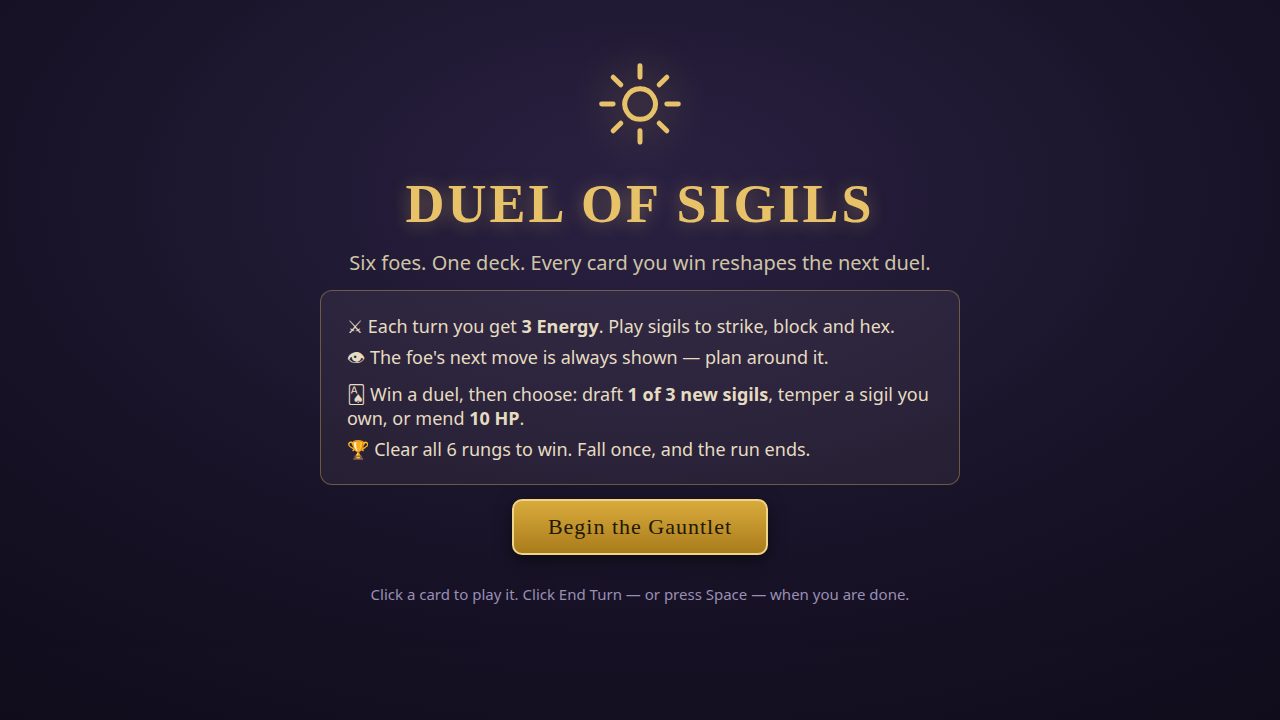 DUEL OF SIGILS
Six foes. One deck. Every card you win reshapes the next duel.
⚔ Each turn you get 3 Energy. Play sigils to strike, block and hex.
👁 The foe's next move is always shown — plan around it.
🂡 Win a duel, then choose: draft 1 of 3 new sigils, temper a sigil you
own, or mend 10 HP.
🏆 Clear all 6 rungs to win. Fall once, and the run ends.
Begin the Gauntlet
Click a card to play it. Click End Turn — or press Space — when you are done.